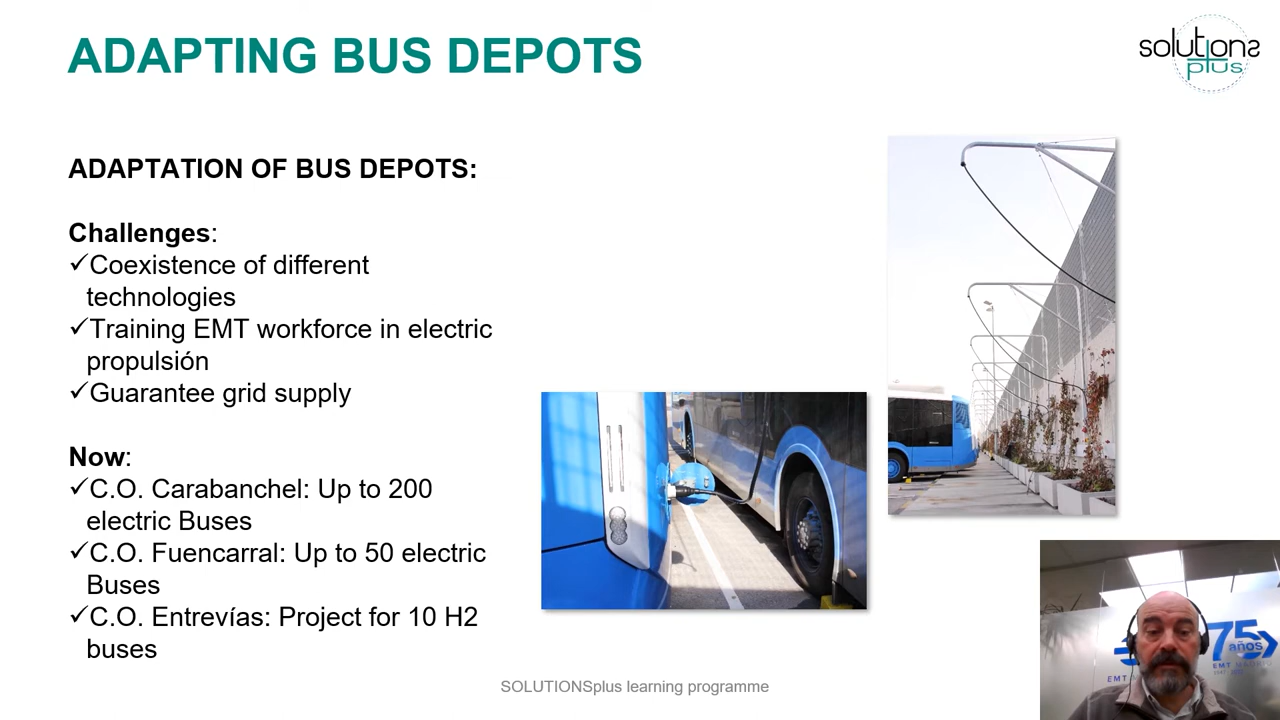 ADAPTING BUS DEPOTS
solutions
plus
ADAPTATION OF BUS DEPOTS:
Challenges:
✓Coexistence of different
technologies
✓Training EMT workforce in electric
propulsión
✓Guarantee grid supply
Now:
✓C.O. Carabanchel: Up to 200
electric Buses
✓C.O. Fuencarral: Up to 50 electric
Buses
✓C.O. Entrevías: Project for 10 H2
buses
75
años
EMT MADRID
SOLUTIONSplus learning programme